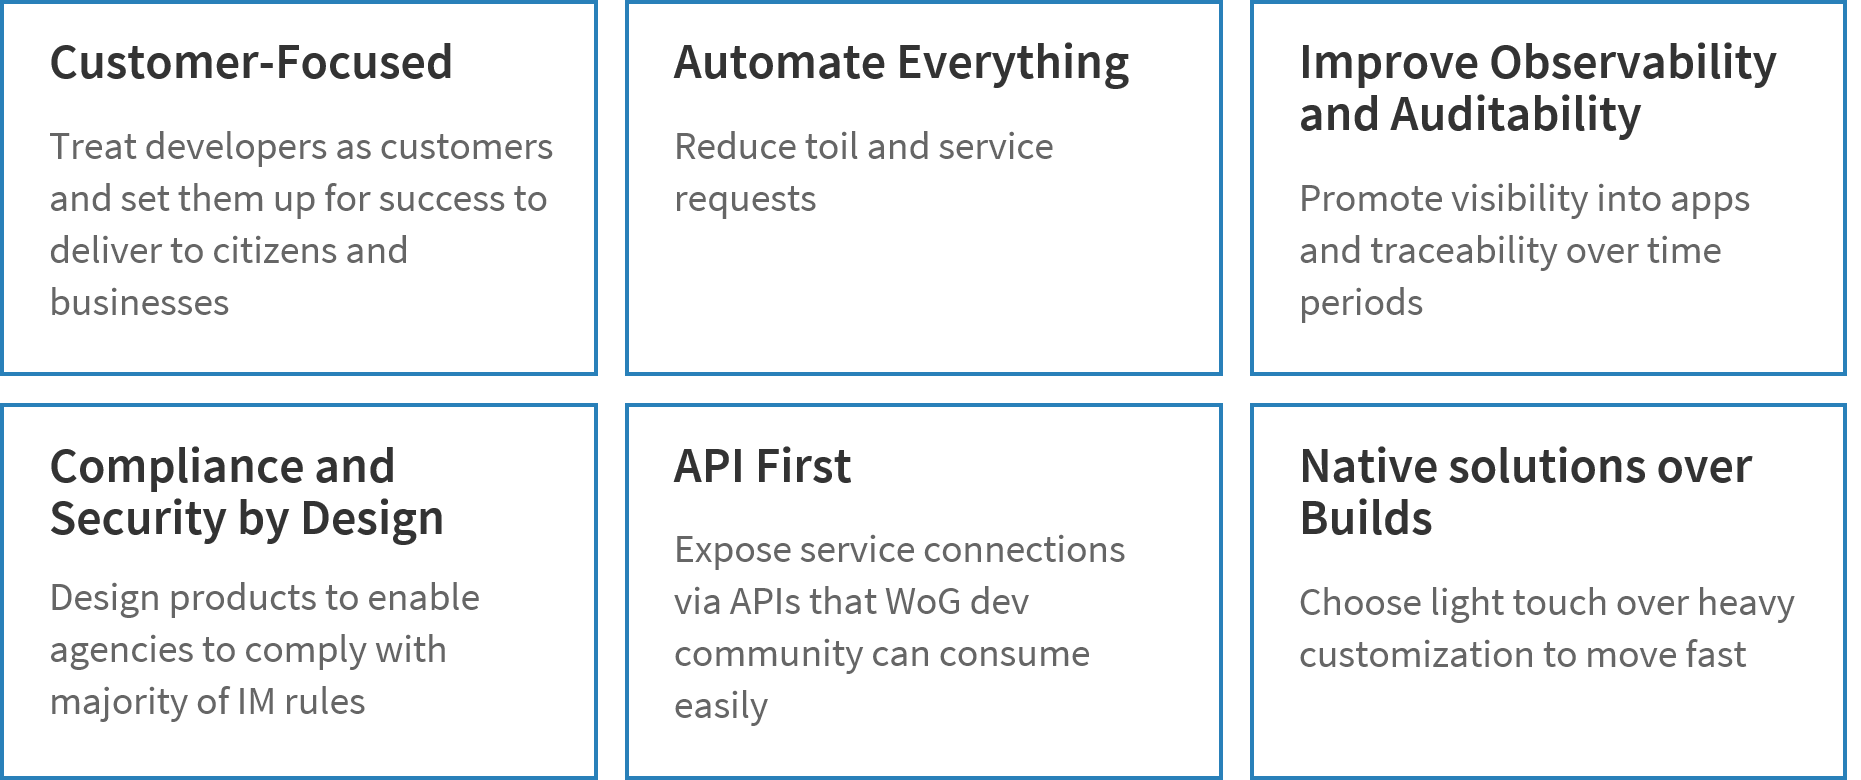 Customer-Focused
Treat developers as customers
and set them up for success to
deliver to citizens and
businesses
Automate Everything
Reduce toil and service
requests
Improve Observability
and Auditability
Promote visibility into apps
and traceability over time
periods
Compliance and
Security by Design
Design products to enable
agencies to comply with
majority of IM rules
API First
Expose service connections
via APIs that WoG dev
community can consume
easily
Native solutions over
Builds
Choose light touch over heavy
customization to move fast